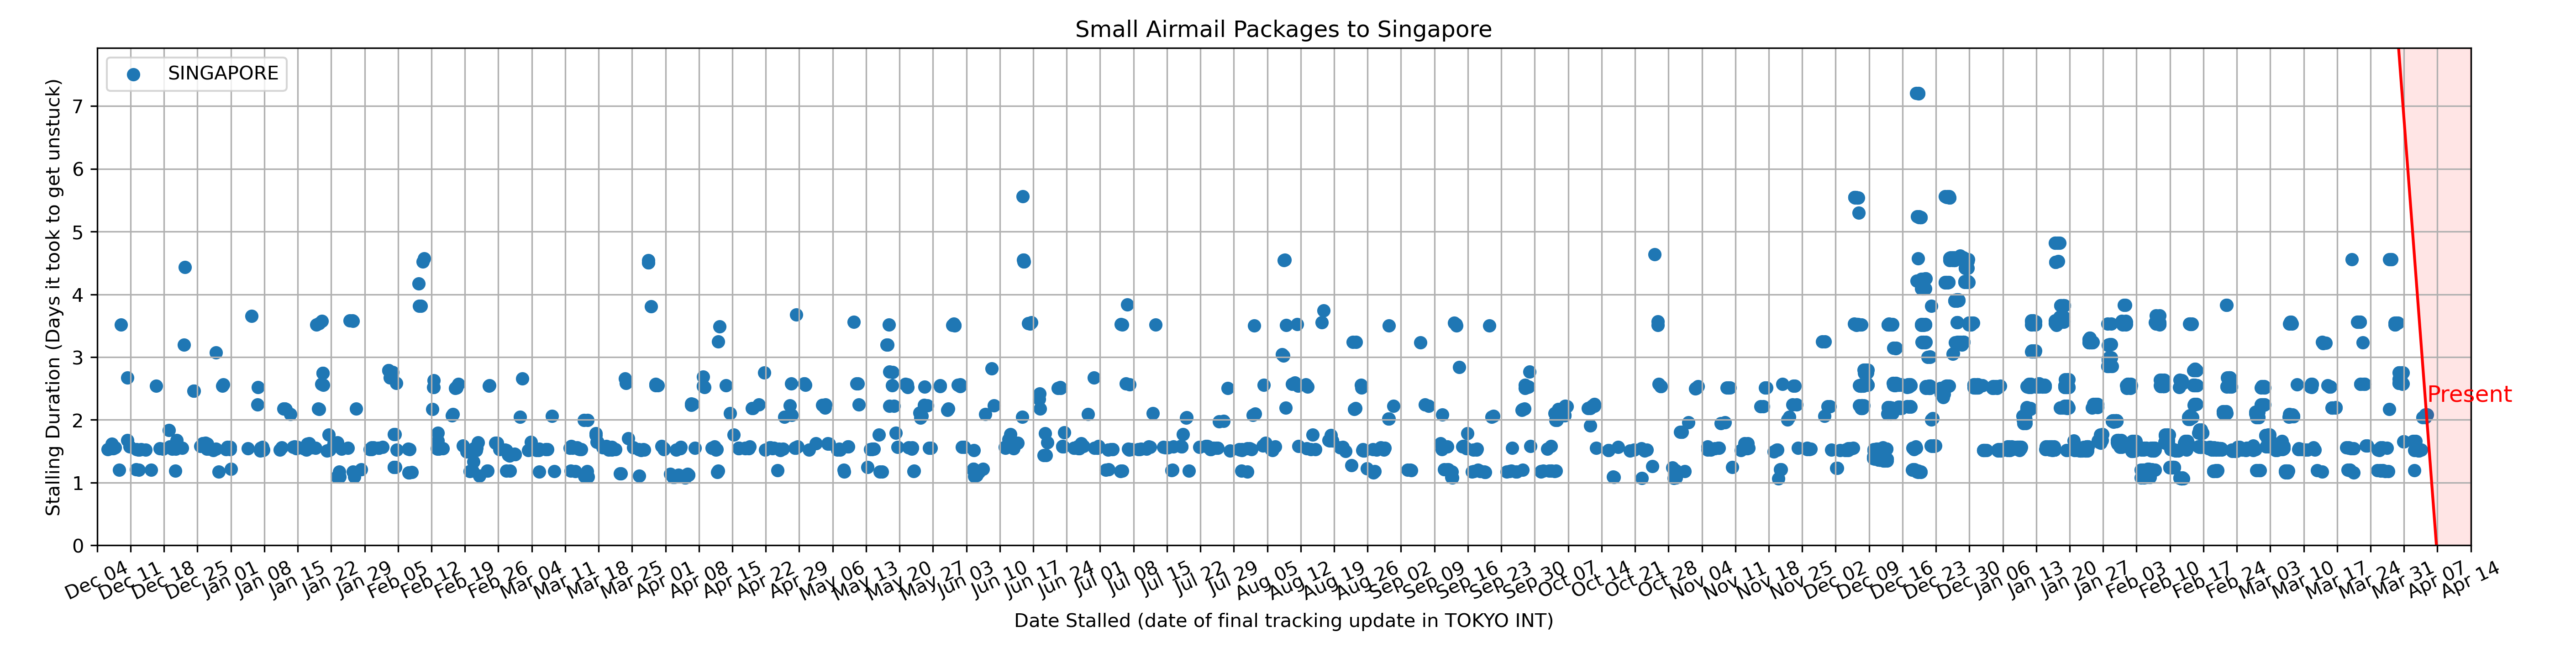 Small Airmail Packages to Singapore
SINGAPORE
Stalling Duration (Days it took to get unstuck)
7
6
5
4
3
2
1
0
Present
Dec 04
Dec 11
Dec 18
Dec 25
Jan 01
Jan 08
Jan 15
Jan 22
Jan 29
Feb 05
Feb 12
Feb 19
Feb 26
Mar 04
Mar 11
Mar 18
Mar 25
Apr 01
Apr 08
Apr 15
Apr 22
Apr 29
May 06
May 13
May 20
May 27
Jun 03
Jun 10
Jun 17
Jun 24
Jul 01
Jul 08
Jul 15
Jul 22
Jul 29
Aug 05
Aug 12
Aug 19
Aug 26
Sep 02
Sep 09
Sep 16
Sep 23
Sep 30
Oct 07
Oct 14
Oct 21
Oct 28
Nov 04
Nov 11
Nov 18
Nov 25
Dec 02
Dec 09
Dec 16
Dec 23
Dec 30
Jan 06
Jan 13
Jan 20
Jan 27
Feb 03
Feb 10
Feb 17
Feb 24
Mar 03
Mar 10
Mar 17
Mar 24
Mar 31
Apr 07
Apr 14
Date Stalled (date of final tracking update in TOKYO INT)